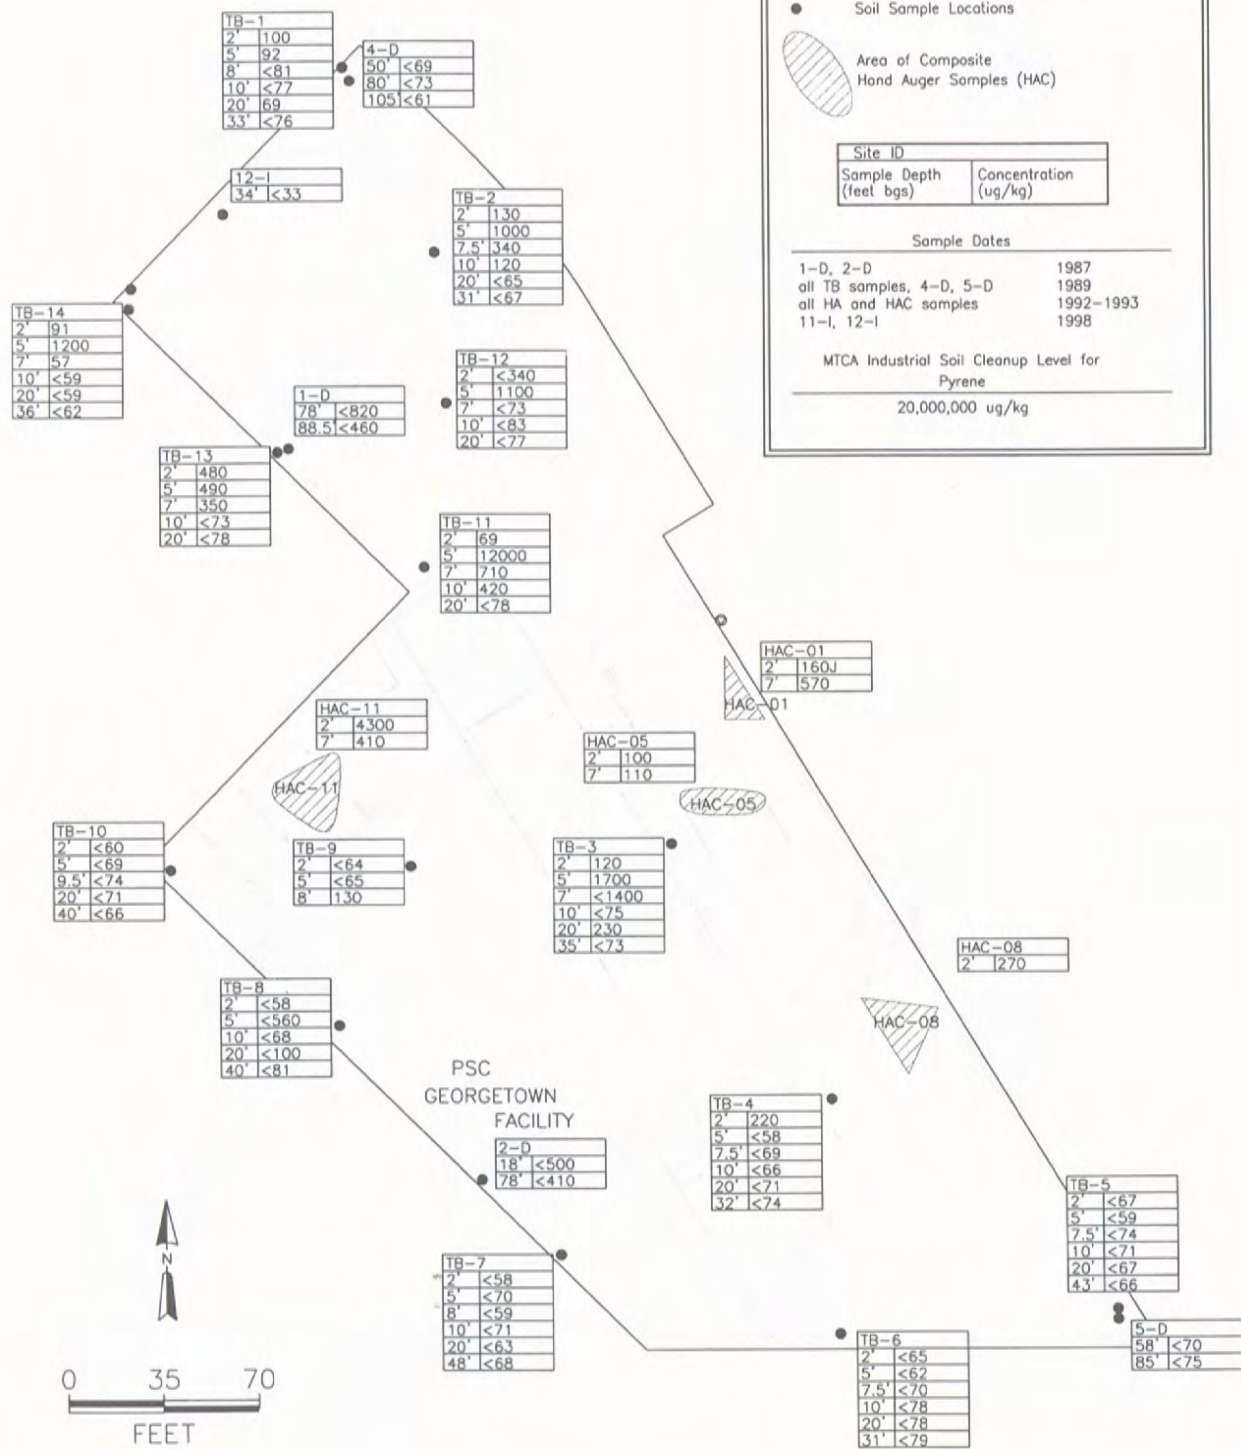 TB-1
2' 100
5' 92
8' <81
10' <77
20' 69
33' <76
4-D
50' <69
80' <73
105' <61
12-I
34' <33
TB-2
2' 130
5' 1000
7.5' 340
10' 120
20' <65
31' <67
Soil Sample Locations
Area of Composite
Hand Auger Samples (HAC)
Site ID
Sample Depth (feet bgs) Concentration (ug/kg)
Sample Dates
1-D, 2-D 1987
all TB samples, 4-D, 5-D 1989
all HA and HAC samples 1992-1993
11-I, 12-I 1998
MTCA Industrial Soil Cleanup Level for
Pyrene
20,000,000 ug/kg
TB-14
2' 91
5' 1200
7' 57
10' <59
20' <59
36' <62
TB-12
2' <340
5' 1100
7' <73
10' <83
20' <77
1-D
78' <820
88.5' <460
TB-13
2' 480
5' 490
7' 350
10' <73
20' <78
TB-11
2' 69
5' 12000
7' 710
10' 420
20' <78
HAC-01
2' 160J
7' 570
HAC-01
HAC-11
2' 4300
7' 410
HAC-11
HAC-05
2' 100
7' 110
HAC-05
TB-10
2' <60
5' <69
9.5' <74
20' <71
40' <66
TB-9
2' <64
5' <65
8' 130
TB-3
2' 120
5' 1700
7' <1400
10' <75
20' 230
35' <73
HAC-08
2' 270
HAC-08
TB-8
2' <58
5' <560
10' <68
20' <100
40' <81
PSC
GEORGETOWN
FACILITY
2-D
18' <500
78' <410
TB-4
2' 220
5' <58
7.5' <69
10' <66
20' <71
32' <74
TB-5
2' <67
5' <59
7.5' <74
10' <71
20' <67
43' <66
TB-7
2' <58
5' <70
8' <59
10' <71
20' <63
48' <68
TB-6
2' <65
5' <62
7.5' <70
10' <78
20' <78
31' <79
5-D
58' <70
85' <75
N
0 35 70
FEET